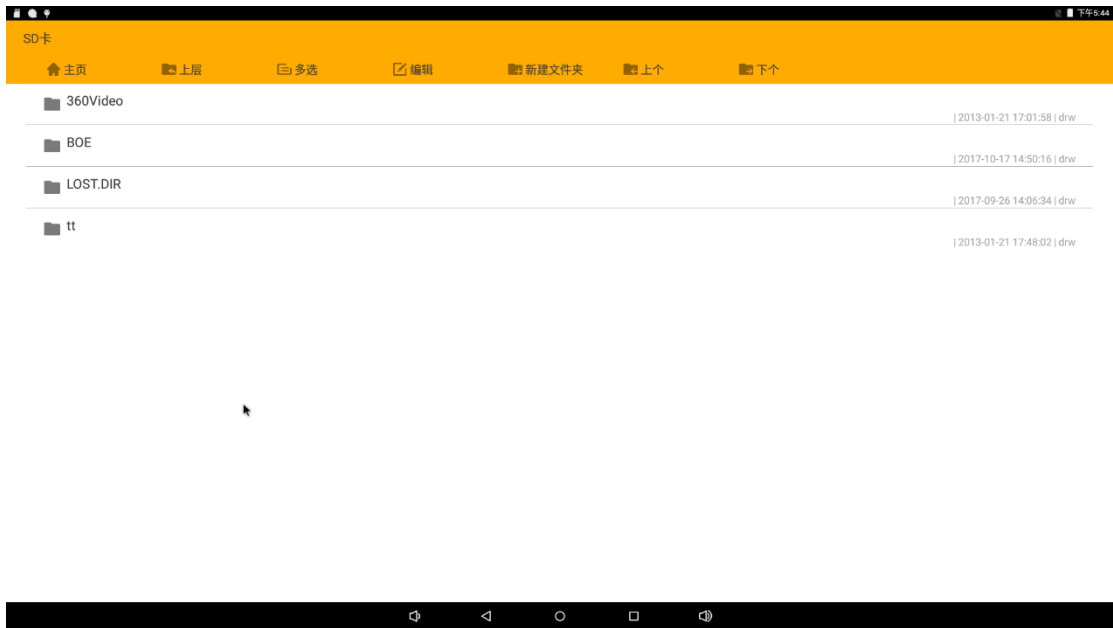 下午5:44
SD卡
主页 上层 多选 编辑 新建文件夹 上个 下个
360Video
| 2013-01-21 17:01:58 | drw
BOE
| 2017-10-17 14:50:16 | drw
LOST.DIR
| 2017-09-26 14:06:34 | drw
tt
| 2013-01-21 17:48:02 | drw